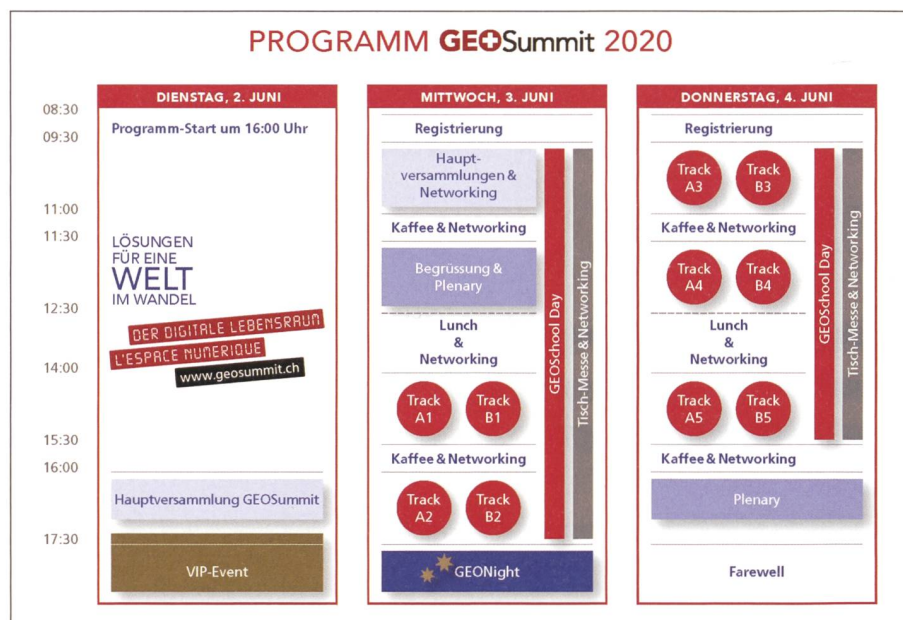 PROGRAMM GEOSummit 2020
08:30
09:30
11:00
11:30
12:30
14:00
15:30
16:00
17:30
DIENSTAG, 2. JUNI
Programm-Start um 16:00 Uhr
LÖSUNGEN
FÜR EINE
WELT
IM WANDEL
DER DIGITALE LEBENSRAUM
L'ESPACE NUMERIQUE
www.geosummit.ch
Hauptversammlung GEOSummit
VIP-Event
MITTWOCH, 3. JUNI
Registrierung
Haupt-
versammlungen &
Networking
Kaffee & Networking
Begrüssung &
Plenary
Lunch
&
Networking
Track
A1
Track
B1
Kaffee & Networking
Track
A2
Track
B2
GEOSchool Day
Tisch-Messe & Networking
GEONight
DONNERSTAG, 4. JUNI
Registrierung
Track
A3
Track
B3
Kaffee & Networking
Track
A4
Track
B4
Lunch
&
Networking
Track
A5
Track
B5
GEOSchool Day
Tisch-Messe & Networking
Kaffee & Networking
Plenary
Farewell